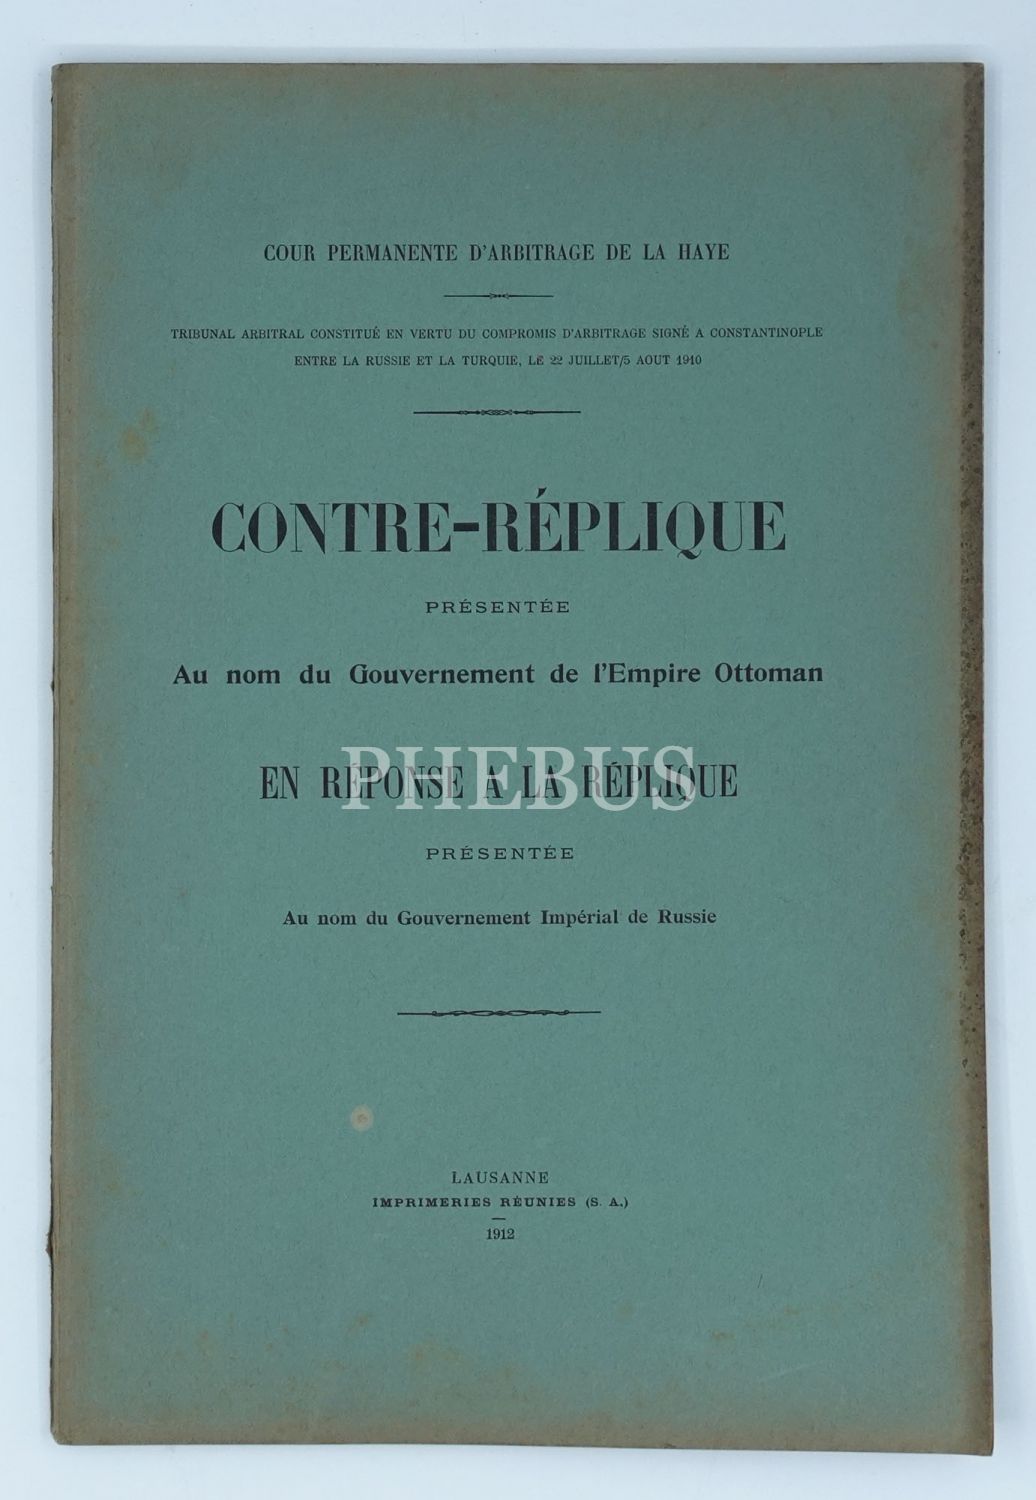 COUR PERMANENTE D'ARBITRAGE DE LA HAYE
TRIBUNAL ARBITRAL CONSTITUÉ EN VERTU DU COMPROMIS D'ARBITRAGE SIGNÉ A CONSTANTINOPLE
ENTRE LA RUSSIE ET LA TURQUIE, LE 22 JUILLET/5 AOUT 1910
CONTRE-RÉPLIQUE
PRÉSENTÉE
Au nom du Gouvernement de l'Empire Ottoman
EN RÉPONSE A LA RÉPLIQUE
PHEBUS
PRÉSENTÉE
Au nom du Gouvernement Impérial de Russie
LAUSANNE
IMPRIMERIES RÉUNIES (S. A.)
1912